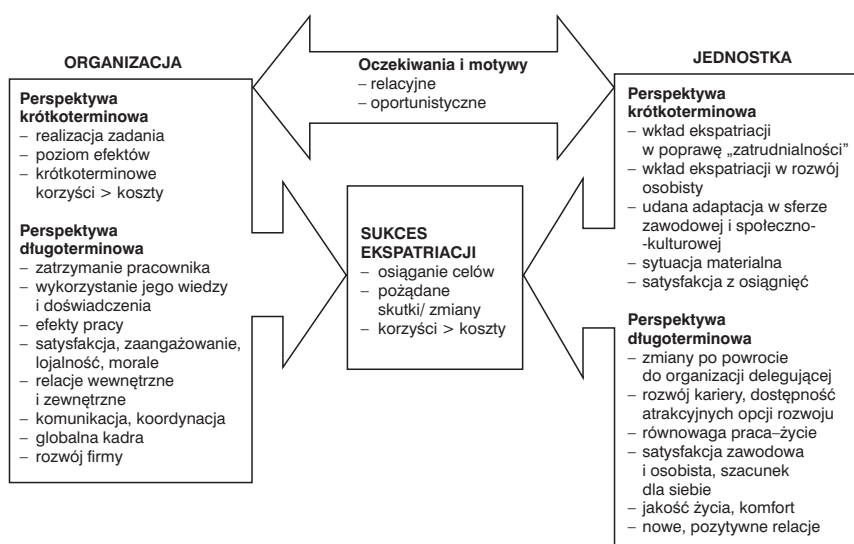 ORGANIZACJA
Perspektywa
krótkoterminowa
– realizacja zadania
– poziom efektów
– krótkoterminowe
korzyści > koszty
Perspektywa
długoterminowa
– zatrzymanie pracownika
– wykorzystanie jego wiedzy
i doświadczenia
– efekty pracy
– satysfakcja, zaangażowanie,
lojalność, morale
– relacje wewnętrzne
i zewnętrzne
– komunikacja, koordynacja
– globalna kadra
– rozwój firmy
Oczekiwania i motywy
– relacyjne
– oportunistyczne
SUKCES
EKSPATRIACJI
– osiąganie celów
– pożądane
skutki/ zmiany
– korzyści > koszty
JEDNOSTKA
Perspektywa
krótkoterminowa
– wkład ekspatriacji
w poprawę „zatrudnialności”
– wkład ekspatriacji w rozwój
osobisty
– udana adaptacja w sferze
zawodowej i społeczno-
-kulturowej
– sytuacja materialna
– satysfakcja z osiągnięć
Perspektywa
długoterminowa
– zmiany po powrocie
do organizacji delegującej
– rozwój kariery, dostępność
atrakcyjnych opcji rozwoju
– równowaga praca–życie
– satysfakcja zawodowa
i osobista, szacunek
dla siebie
– jakość życia, komfort
– nowe, pozytywne relacje